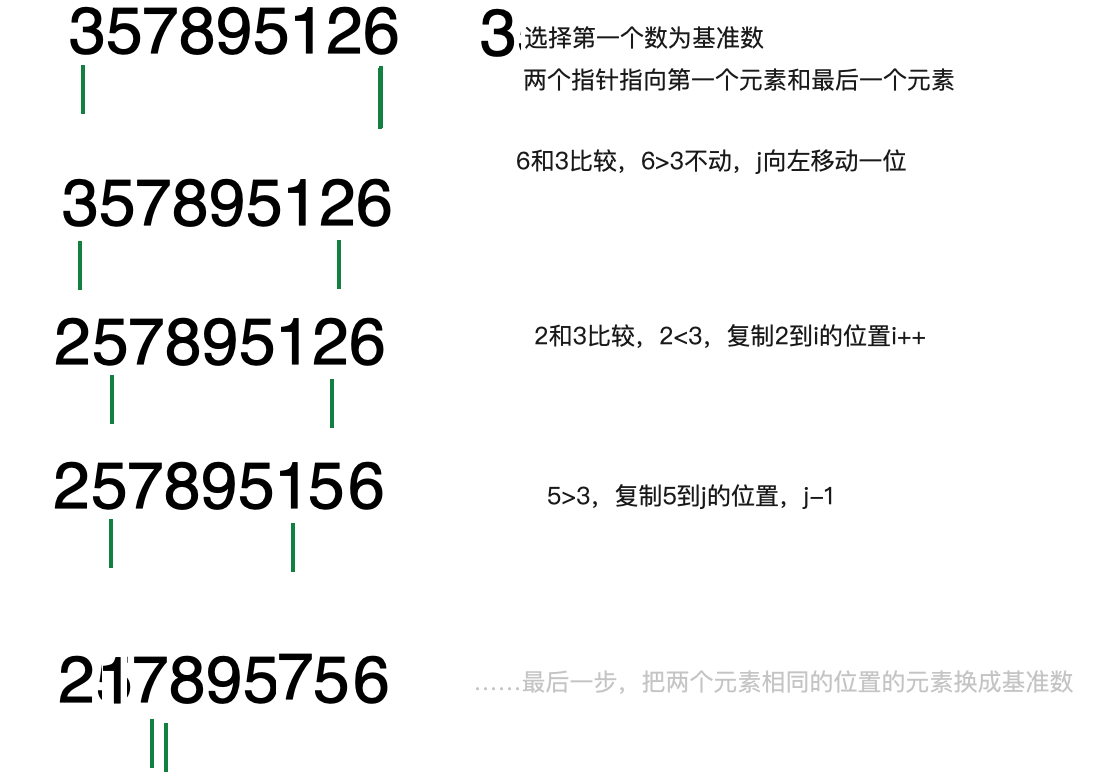 357895126
3
选择第一个数为基准数
两个指针指向第一个元素和最后一个元素
6和3比较，6>3不动，j向左移动一位
357895126
257895126
2和3比较，2<3，复制2到i的位置i++
257895156
5>3，复制5到j的位置，j-1
217895756
……最后一步，把两个元素相同的位置的元素换成基准数